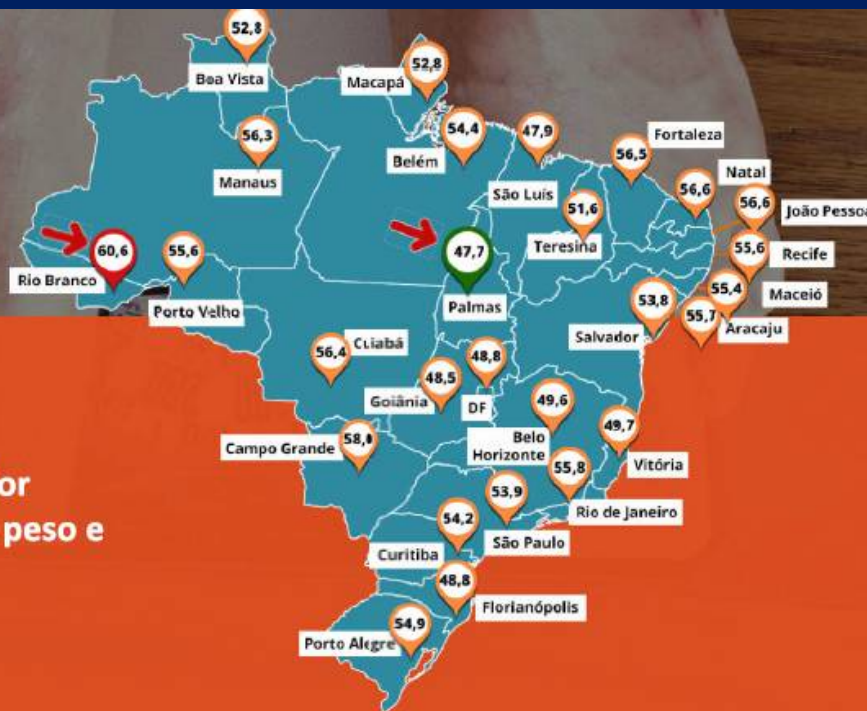 52,8
Boa Vista
52,8
Macapá
56,3
Manaus
54,4
Belém
47,9
São Luís
56,5
Fortaleza
56,6
Natal
56,6
João Pessoa
51,6
Teresina
60,6
Rio Branco
55,6
Porto Velho
47,7
Palmas
55,6
Recife
55,4
Maceió
55,7
Aracaju
53,8
Salvador
56,4
Cuiabá
48,5
Goiânia
48,8
DF
49,6
Belo
Horizonte
49,7
Vitória
58,0
Campo Grande
55,8
Rio de Janeiro
53,9
São Paulo
54,2
Curitiba
48,8
Florianópolis
54,9
Porto Alegre
or
peso e